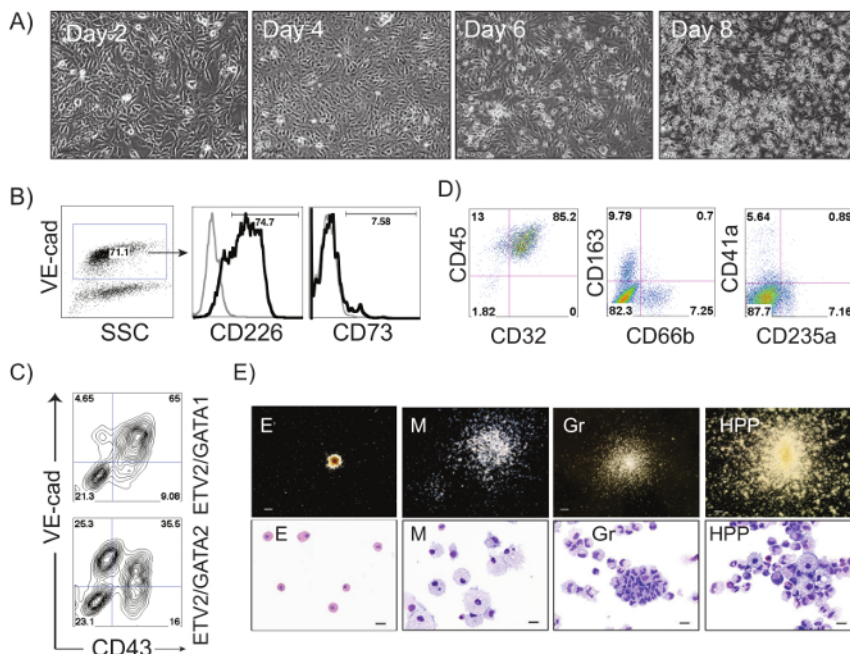 A)
Day 2
Day 4
Day 6
Day 8
B)
VE-cad
71.1
SSC
74.7
CD226
7.58
CD73
D)
CD45
13
85.2
1.82
0
CD32
CD163
9.79
0.7
82.3
7.25
CD66b
CD41a
5.64
0.89
87.7
7.16
CD235a
C)
VE-cad
4.65
65
21.3
9.08
ETV2/GATA1
25.3
35.5
23.1
16
ETV2/GATA2
CD43
E)
E
M
Gr
HPP
E
M
Gr
HPP